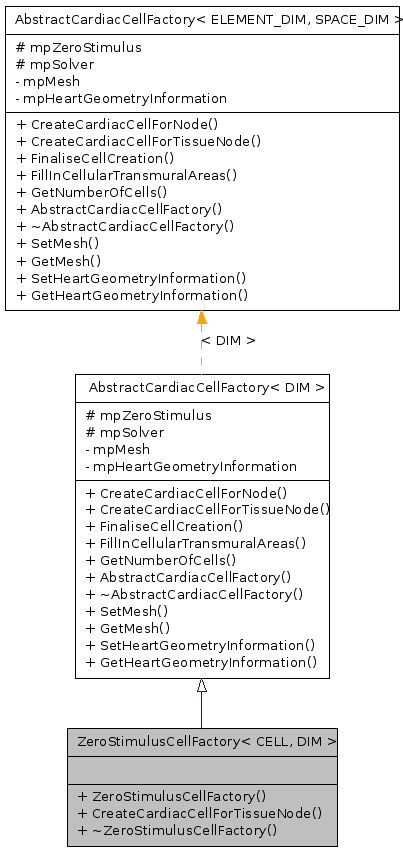 AbstractCardiacCellFactory< ELEMENT_DIM, SPACE_DIM >
# mpZeroStimulus
# mpSolver
- mpMesh
- mpHeartGeometryInformation
+ CreateCardiacCellForNode()
+ CreateCardiacCellForTissueNode()
+ FinaliseCellCreation()
+ FillInCellularTransmuralAreas()
+ GetNumberOfCells()
+ AbstractCardiacCellFactory()
+ ~AbstractCardiacCellFactory()
+ SetMesh()
+ GetMesh()
+ SetHeartGeometryInformation()
+ GetHeartGeometryInformation()
< DIM >
AbstractCardiacCellFactory< DIM >
# mpZeroStimulus
# mpSolver
- mpMesh
- mpHeartGeometryInformation
+ CreateCardiacCellForNode()
+ CreateCardiacCellForTissueNode()
+ FinaliseCellCreation()
+ FillInCellularTransmuralAreas()
+ GetNumberOfCells()
+ AbstractCardiacCellFactory()
+ ~AbstractCardiacCellFactory()
+ SetMesh()
+ GetMesh()
+ SetHeartGeometryInformation()
+ GetHeartGeometryInformation()
ZeroStimulusCellFactory< CELL, DIM >
+ ZeroStimulusCellFactory()
+ CreateCardiacCellForTissueNode()
+ ~ZeroStimulusCellFactory()